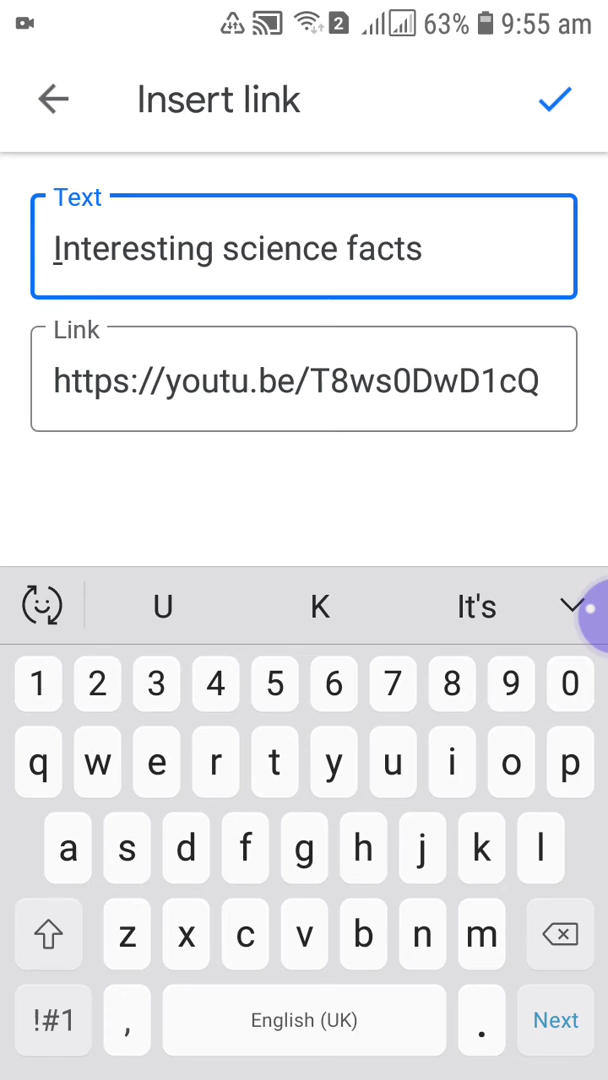 2 63% 9:55 am
Insert link
Text
Interesting science facts
Link
https://youtu.be/T8ws0DwD1cQ
U K It's
1 2 3 4 5 6 7 8 9 0
q w e r t y u i o p
a s d f g h j k l
z x c v b n m
!#1 , English (UK) . Next